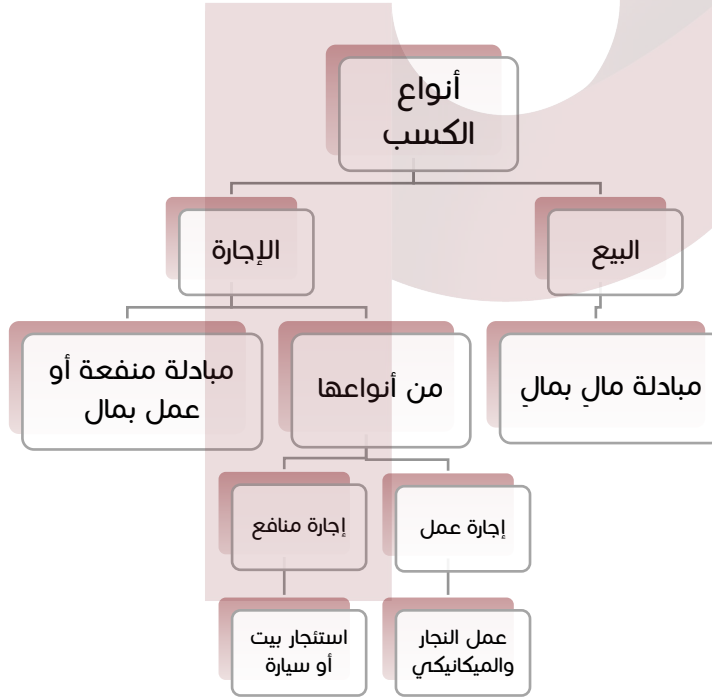 أنواع
الكسب
البيع
الإجارة
مبادلة مالٍ بمالٍ
من أنواعها
مبادلة منفعة أو
عمل بمال
إجارة عمل
إجارة منافع
عمل النجار
والميكانيكي
استئجار بيت
أو سيارة